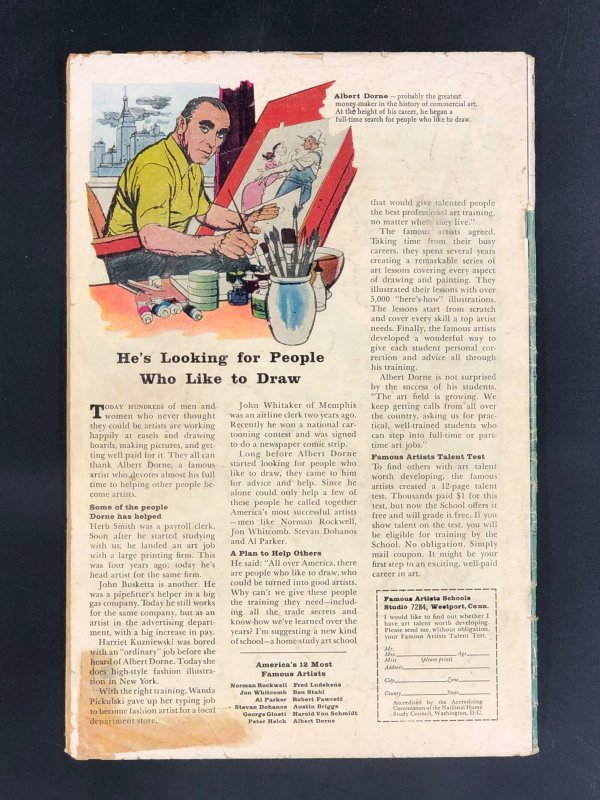 Albert Dorne — probably the greatest
money-maker in the history of commercial art.
At the height of his career, he began a
full-time search for people who like to draw.
He's Looking for People
Who Like to Draw
TODAY HUNDREDS of men and
women who never thought
they could be artists are working
happily at easels and drawing
boards, making pictures, and get-
ting well paid for it. They all can
thank Albert Dorne, a famous
artist who devotes almost his full
time to helping other people be-
come artists.
Some of the people
Dorne has helped
Herb Smith was a payroll clerk.
Soon after he started studying
with us, he landed an art job
with a large printing firm. This
was four years ago; today he's
head artist for the same firm.
John Busketta is another. He
was a pipefitter's helper in a big
gas company. Today he still works
for the same company, but as an
artist in the advertising depart-
ment, with a big increase in pay.
Harriet Kuzniewski was bored
with an "ordinary" job before she
heard of Albert Dorne. Today she
does high-style fashion illustra-
tion in New York.
With the right training, Wanda
Pickulski gave up her typing job
to become fashion artist for a local
department store.
John Whitaker of Memphis
was an airline clerk two years ago.
Recently he won a national car-
tooning contest and was signed
to do a newspaper comic strip.
Long before Albert Dorne
started looking for people who
like to draw, they came to him
for advice and help. Since he
alone could only help a few of
these people he called together
America's most successful artists
—men like Norman Rockwell,
Jon Whitcomb, Stevan Dohanos
and Al Parker.
A Plan to Help Others
He said: "All over America, there
are people who like to draw, who
could be turned into good artists.
Why can't we give these people
the training they need—includ-
ing all the trade secrets and
know-how we've learned over the
years? I'm suggesting a new kind
of school—a home-study art school
America's 12 Most
Famous Artists
Norman Rockwell Fred Ludekens
Jon Whitcomb Ben Stahl
Al Parker Robert Fawcett
Stevan Dohanos Austin Briggs
George Giusti Harold Von Schmidt
Peter Helck Albert Dorne
that would give talented people
the best professional art training,
no matter where they live."
The famous artists agreed.
Taking time from their busy
careers, they spent several years
creating a remarkable series of
art lessons covering every aspect
of drawing and painting. They
illustrated their lessons with over
5,000 "here's-how" illustrations.
The lessons start from scratch
and cover every skill a top artist
needs. Finally, the famous artists
developed a wonderful way to
give each student personal cor-
rection and advice all through
his training.
Albert Dorne is not surprised
by the success of his students.
"The art field is growing. We
keep getting calls from all over
the country, asking us for prac-
tical, well-trained students who
can step into full-time or part-
time art jobs."
Famous Artists Talent Test
To find others with art talent
worth developing, the famous
artists created a 12-page talent
test. Thousands paid $1 for this
test, but now the School offers it
free and will grade it free. If you
show talent on the test, you will
be eligible for training by the
School. No obligation. Simply
mail coupon. It might be your
first step to an exciting, well-paid
career in art.
Famous Artists Schools
Studio 7284, Westport, Conn.
I would like to find out whether I
have art talent worth developing.
Please send me, without obligation,
your Famous Artists Talent Test.
Mr.
Mrs. Age
Miss (please print)
Address
City Zone
County State
Accredited by the Accrediting
Commission of the National Home
Study Council, Washington, D.C.